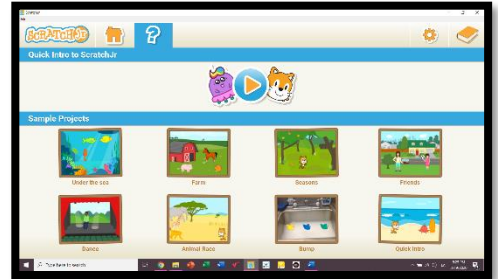 SCRATCHJR
Quick Intro to ScratchJr
Sample Projects
Under the sea
Farm
Seasons
Friends
Dance
Animal Race
Bump
Quick Intro
Type here to search